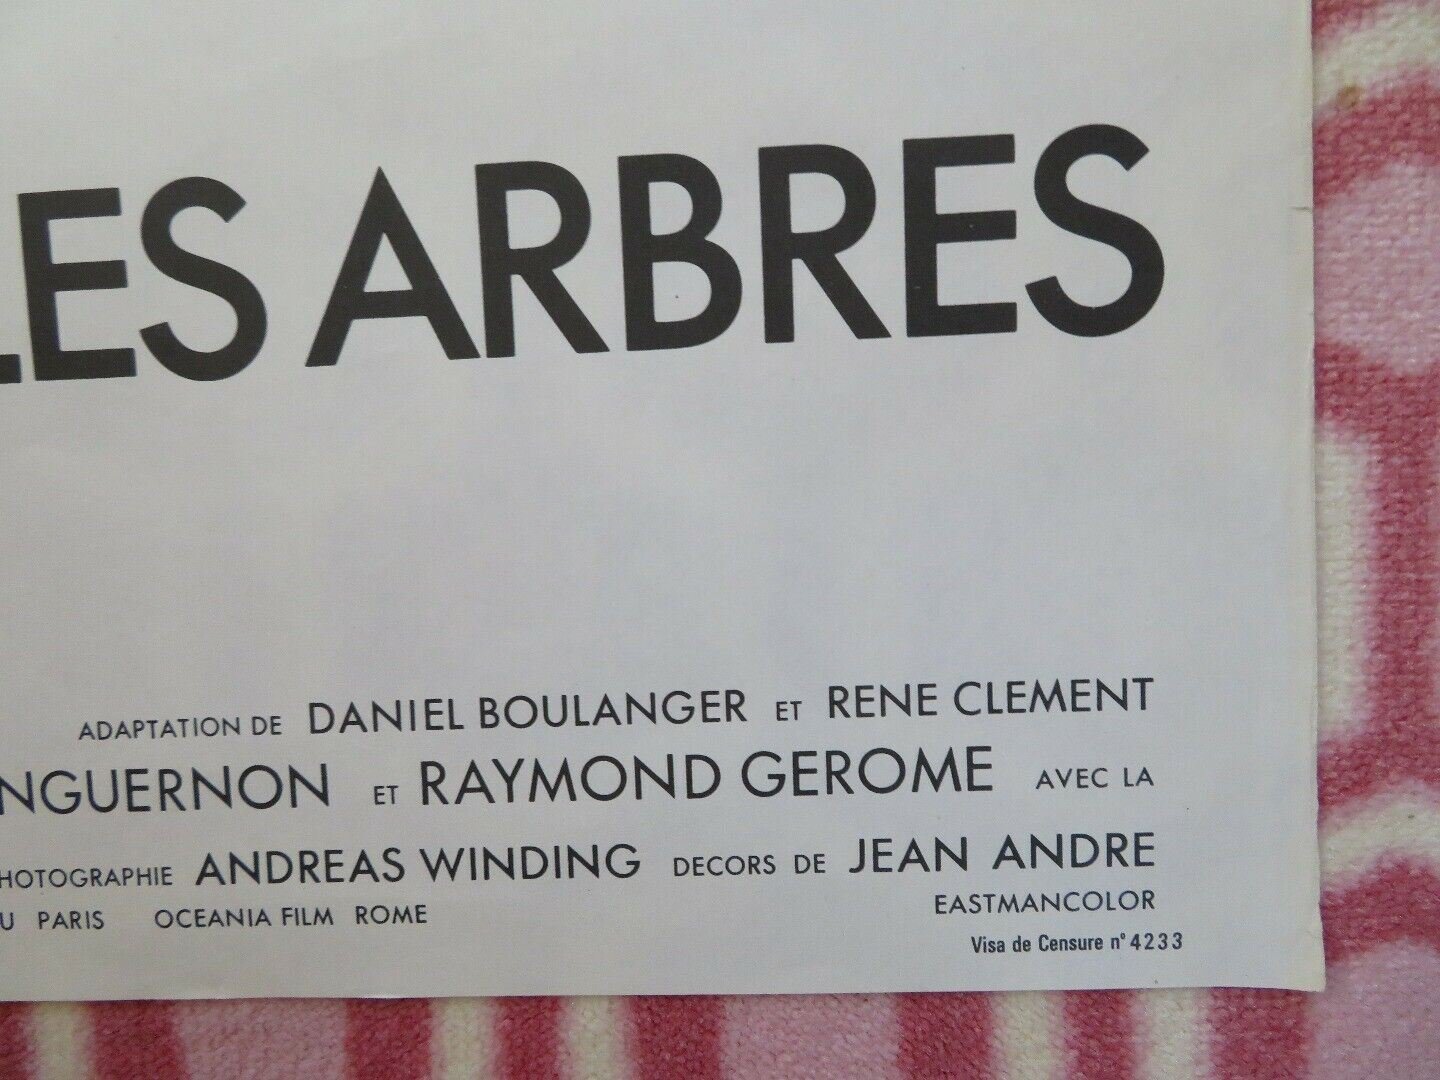 LES ARBRES
ADAPTATION DE DANIEL BOULANGER ET RENE CLEMENT
NGUERNON ET RAYMOND GEROME AVEC LA
HOTOGRAPHIE ANDREAS WINDING DECORS DE JEAN ANDRE
U PARIS OCEANIA FILM ROME EASTMANCOLOR
Visa de Censure n° 4233